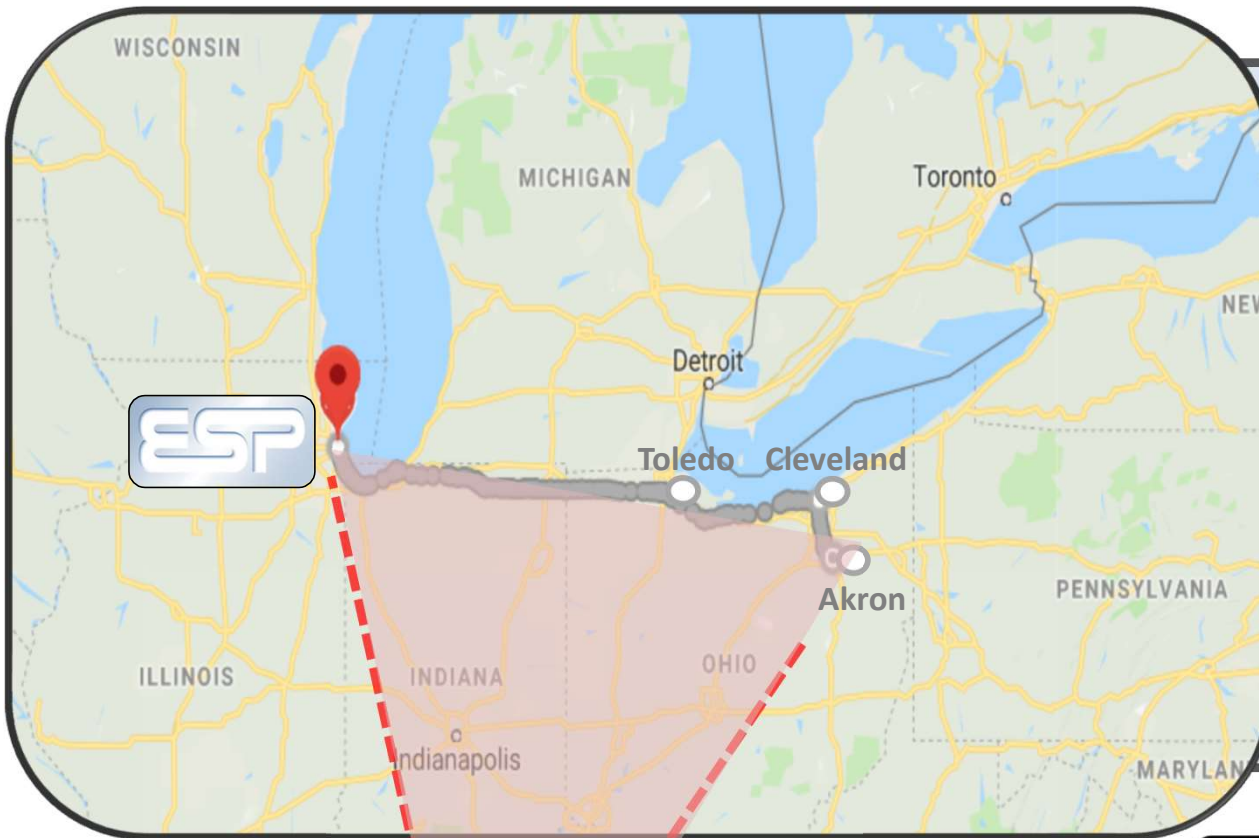 WISCONSIN
MICHIGAN
Toronto
NEW
Detroit
ESP
Toledo
Cleveland
Akron
PENNSYLVANIA
ILLINOIS
INDIANA
OHIO
Indianapolis
MARYLAN